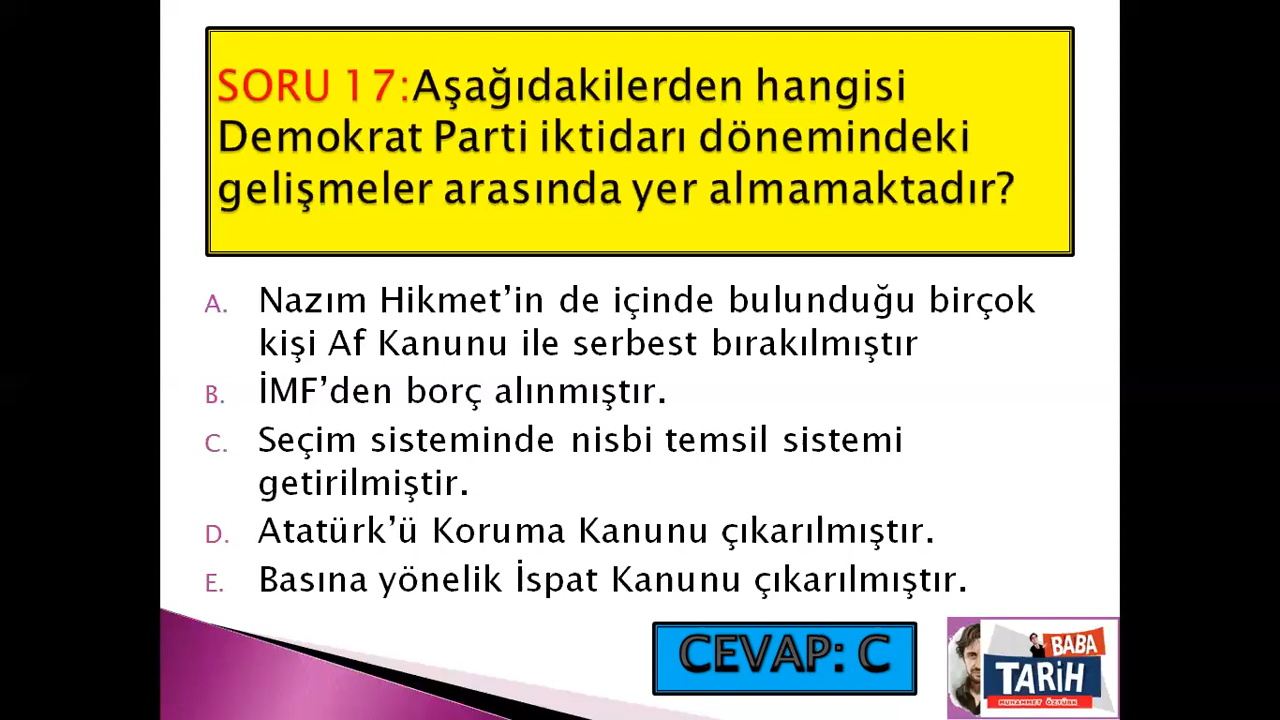 SORU 17:Aşağıdakilerden hangisi
Demokrat Parti iktidarı dönemindeki
gelişmeler arasında yer almamaktadır?
A. Nazım Hikmet’in de içinde bulunduğu birçok
kişi Af Kanunu ile serbest bırakılmıştır
B. İMF’den borç alınmıştır.
C. Seçim sisteminde nisbi temsil sistemi
getirilmiştir.
D. Atatürk’ü Koruma Kanunu çıkarılmıştır.
E. Basına yönelik İspat Kanunu çıkarılmıştır.
CEVAP: C
BABA
TARİH
MUHAMMET ÖZTÜRK